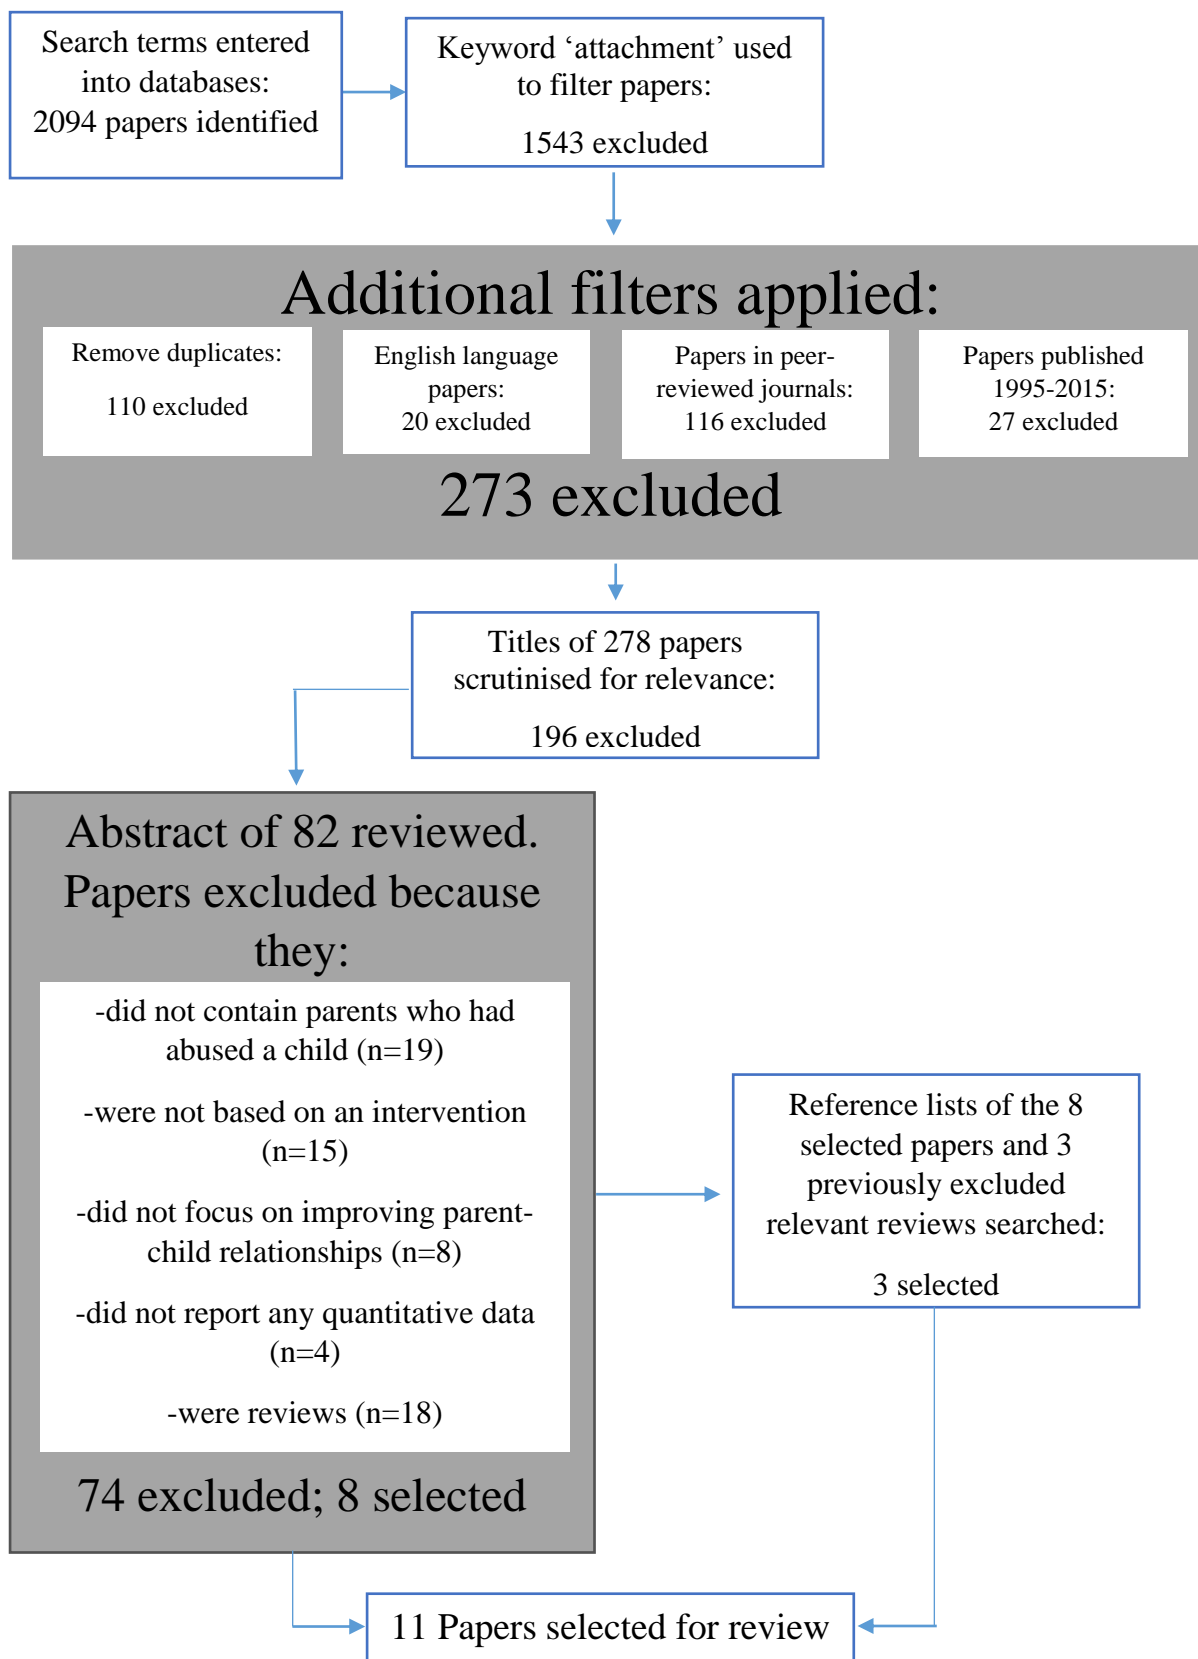 Search terms entered
into databases:
2094 papers identified
Keyword ‘attachment’ used
to filter papers:
1543 excluded
Additional filters applied:
Remove duplicates:
110 excluded
English language
papers:
20 excluded
Papers in peer-
reviewed journals:
116 excluded
Papers published
1995-2015:
27 excluded
273 excluded
Titles of 278 papers
scrutinised for relevance:
196 excluded
Abstract of 82 reviewed.
Papers excluded because
they:
-did not contain parents who had
abused a child (n=19)
-were not based on an intervention
(n=15)
-did not focus on improving parent-
child relationships (n=8)
-did not report any quantitative data
(n=4)
-were reviews (n=18)
74 excluded; 8 selected
Reference lists of the 8
selected papers and 3
previously excluded
relevant reviews searched:
3 selected
11 Papers selected for review